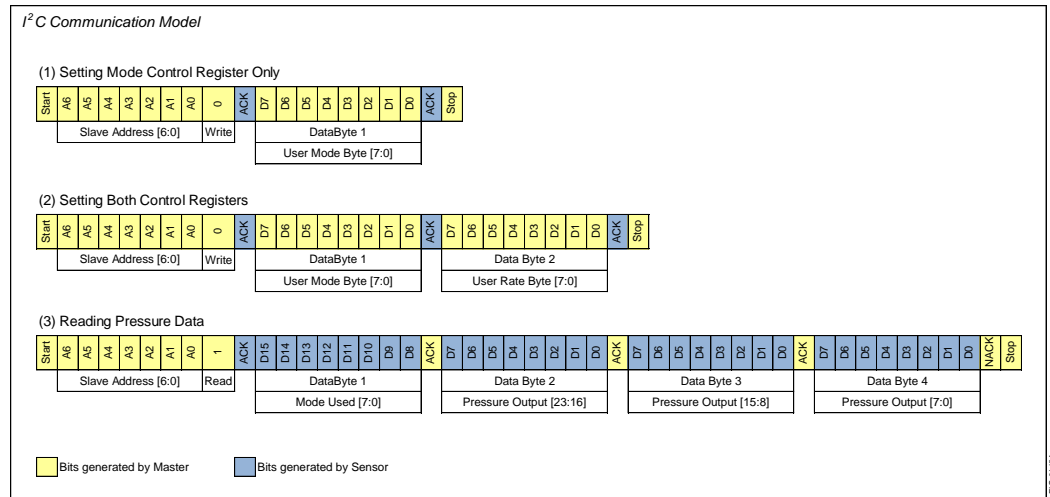 I²C Communication Model
(1) Setting Mode Control Register Only
Start A6 A5 A4 A3 A2 A1 A0 0 ACK D7 D6 D5 D4 D3 D2 D1 D0 ACK Stop
Slave Address [6:0] Write DataByte 1
User Mode Byte [7:0]
(2) Setting Both Control Registers
Start A6 A5 A4 A3 A2 A1 A0 0 ACK D7 D6 D5 D4 D3 D2 D1 D0 ACK D7 D6 D5 D4 D3 D2 D1 D0 ACK Stop
Slave Address [6:0] Write DataByte 1 Data Byte 2
User Mode Byte [7:0] User Rate Byte [7:0]
(3) Reading Pressure Data
Start A6 A5 A4 A3 A2 A1 A0 1 ACK D15 D14 D13 D12 D11 D10 D9 D8 ACK D7 D6 D5 D4 D3 D2 D1 D0 ACK D7 D6 D5 D4 D3 D2 D1 D0 ACK D7 D6 D5 D4 D3 D2 D1 D0 NACK Stop
Slave Address [6:0] Read DataByte 1 Data Byte 2 Data Byte 3 Data Byte 4
Mode Used [7:0] Pressure Output [23:16] Pressure Output [15:8] Pressure Output [7:0]
Bits generated by Master Bits generated by Sensor